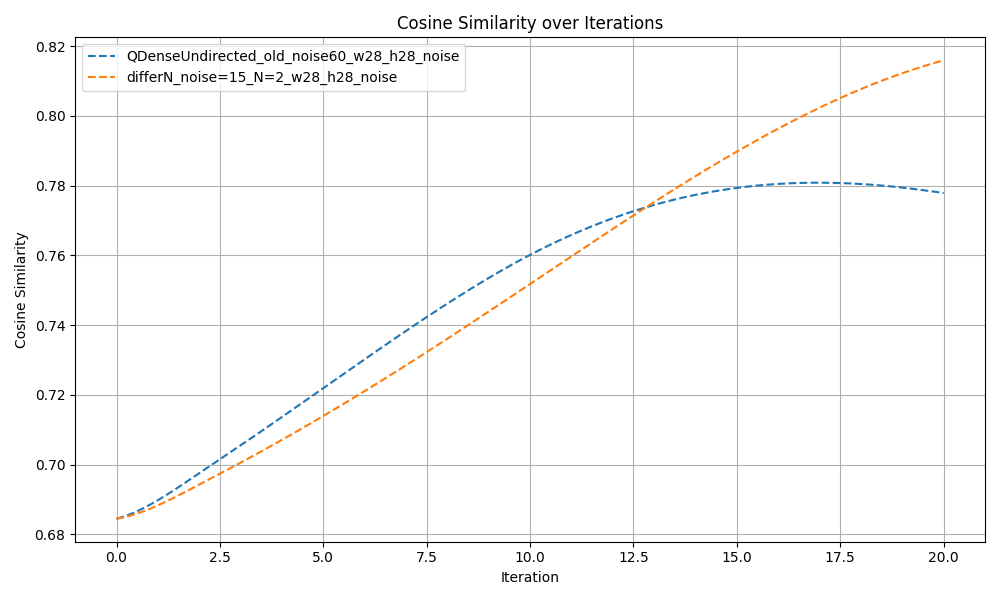 Cosine Similarity over Iterations
QDenseUndirected_old_noise60_w28_h28_noise
differN_noise=15_N=2_w28_h28_noise
Cosine Similarity
0.82
0.80
0.78
0.76
0.74
0.72
0.70
0.68
0.0 2.5 5.0 7.5 10.0 12.5 15.0 17.5 20.0
Iteration